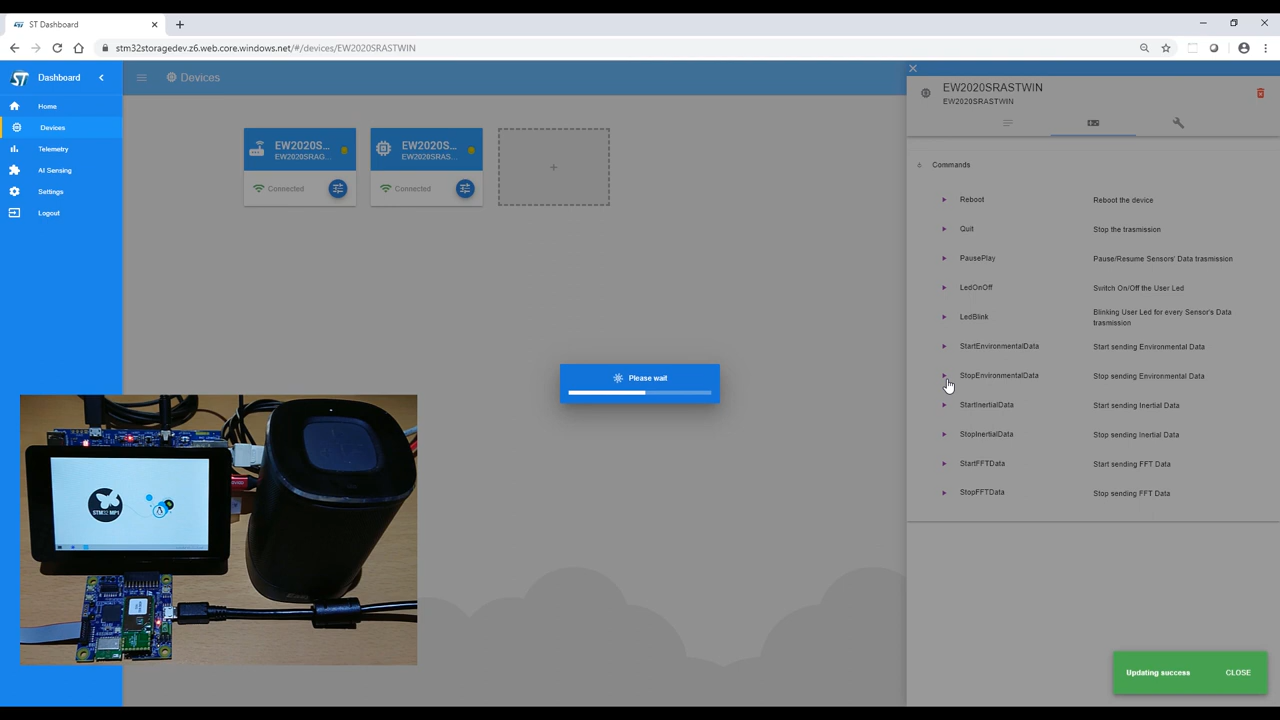 ST Dashboard
stm32storagedev.z6.web.core.windows.net/#/devices/EW2020SRASTWIN
ST
Dashboard
Home
Devices
Telemetry
AI Sensing
Settings
Logout
Devices
EW2020S...
EW2020SRAG...
Connected
EW2020S...
EW2020SRAS...
Connected
+
Please wait
EW2020SRASTWIN
EW2020SRASTWIN
Commands
Reboot Reboot the device
Quit Stop the trasmission
PausePlay Pause/Resume Sensors' Data trasmission
LedOnOff Switch On/Off the User Led
LedBlink Blinking User Led for every Sensor's Data
trasmission
StartEnvironmentalData Start sending Environmental Data
StopEnvironmentalData Stop sending Environmental Data
StartInertialData Start sending Inertial Data
StopInertialData Stop sending Inertial Data
StartFFTData Start sending FFT Data
StopFFTData Stop sending FFT Data
STM32 MP1
Updating success CLOSE